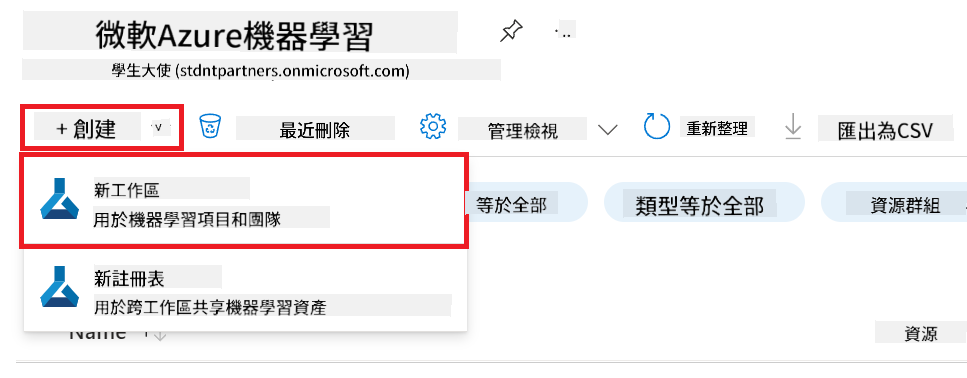 微軟Azure機器學習
學生大使 (stdntpartners.onmicrosoft.com)
+ 創建
最近刪除
管理檢視
重新整理
匯出為CSV
新工作區
用於機器學習項目和團隊
等於全部
類型等於全部
資源群組
新註冊表
用於跨工作區共享機器學習資產
Name
資源